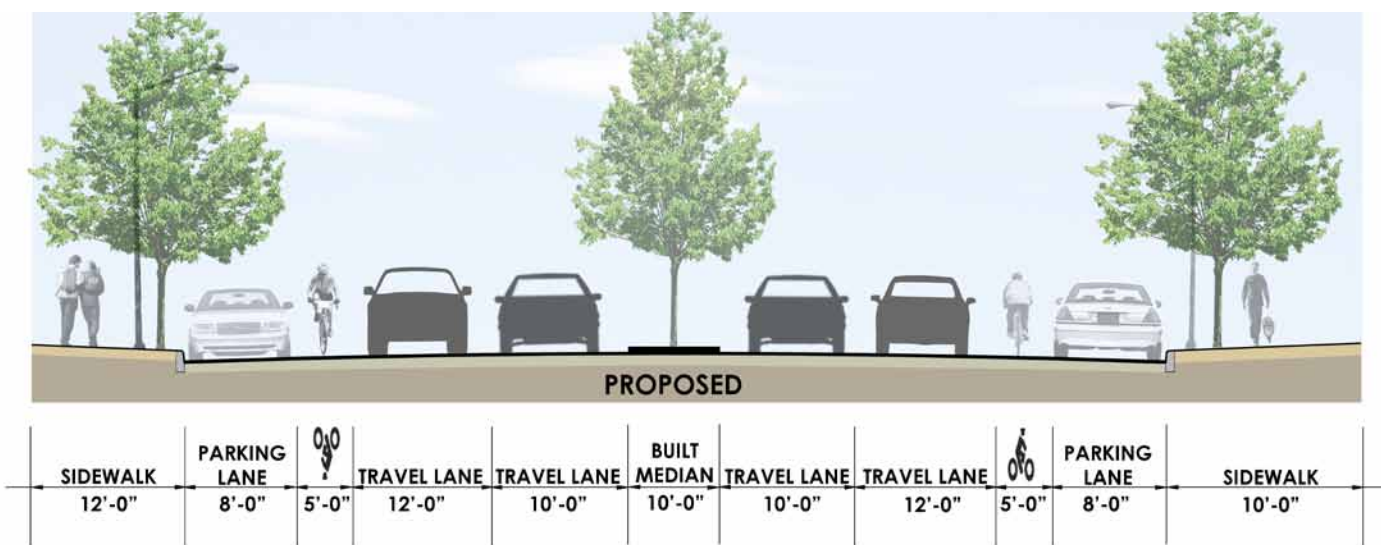 PROPOSED
SIDEWALK
12'-0"
PARKING
LANE
8'-0"
5'-0"
TRAVEL LANE
12'-0"
TRAVEL LANE
10'-0"
BUILT
MEDIAN
10'-0"
TRAVEL LANE
10'-0"
TRAVEL LANE
12'-0"
5'-0"
PARKING
LANE
8'-0"
SIDEWALK
10'-0"